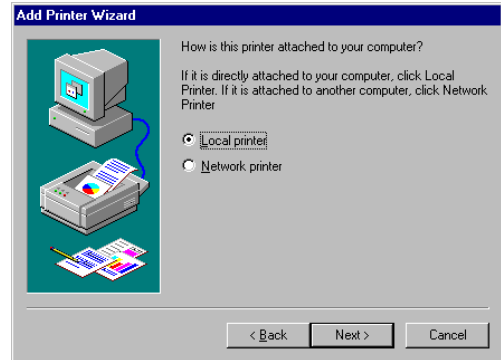 Add Printer Wizard
How is this printer attached to your computer?
If it is directly attached to your computer, click Local
Printer. If it is attached to another computer, click Network
Printer
Local printer
Network printer
< Back
Next >
Cancel